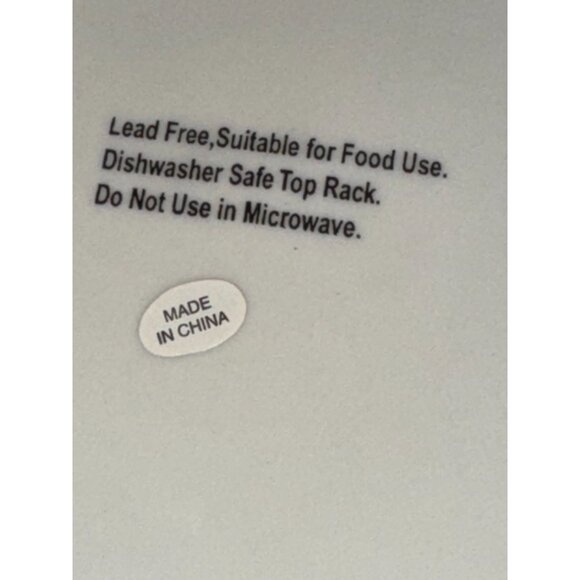 Lead Free,Suitable for Food Use.
Dishwasher Safe Top Rack.
Do Not Use in Microwave.
MADE
IN CHINA